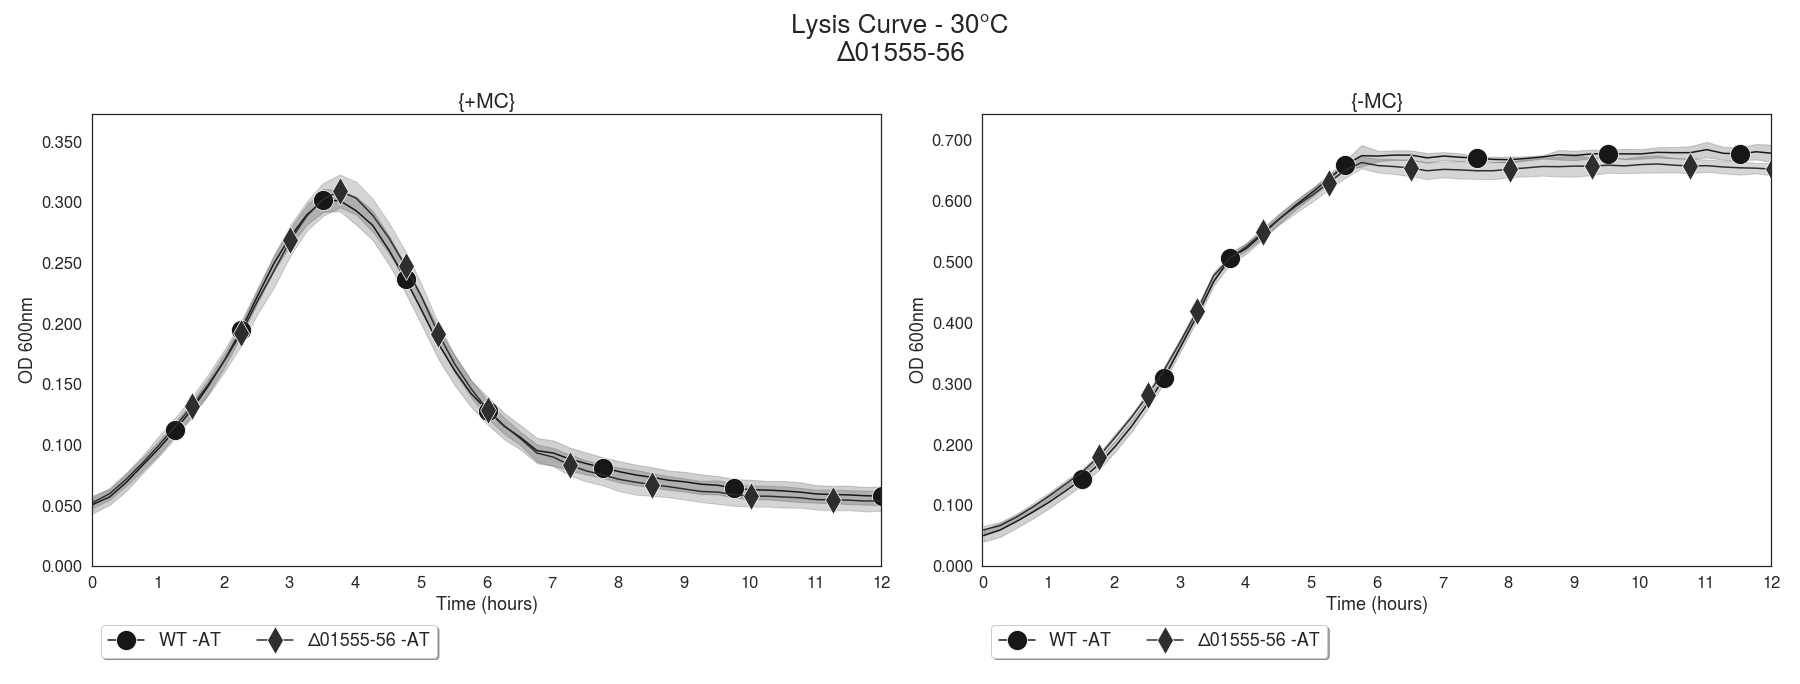 Lysis Curve - 30°C
Δ01555-56
{+MC}
0.350
0.300
0.250
0.200
0.150
0.100
0.050
0.000
OD 600nm
0 1 2 3 4 5 6 7 8 9 10 11 12
Time (hours)
WT -AT Δ01555-56 -AT
{-MC}
0.700
0.600
0.500
0.400
0.300
0.200
0.100
0.000
OD 600nm
0 1 2 3 4 5 6 7 8 9 10 11 12
Time (hours)
WT -AT Δ01555-56 -AT